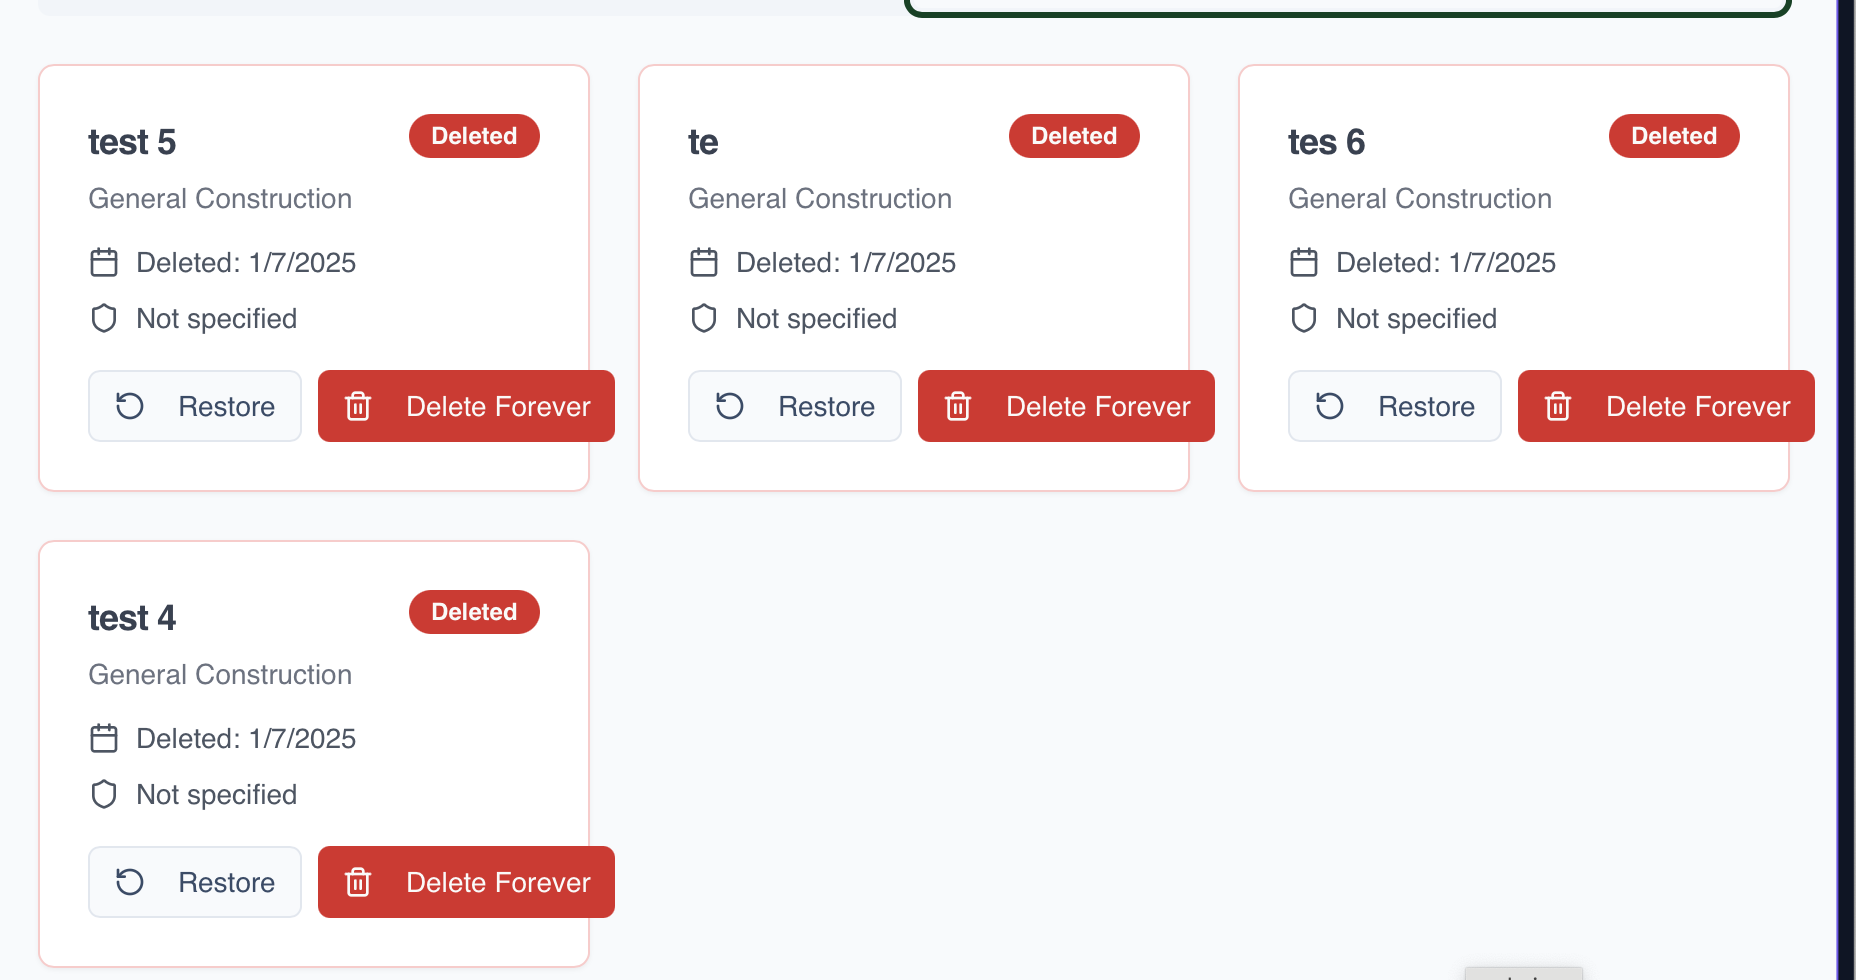 test 5
Deleted
General Construction
Deleted: 1/7/2025
Not specified
Restore
Delete Forever
te
Deleted
General Construction
Deleted: 1/7/2025
Not specified
Restore
Delete Forever
tes 6
Deleted
General Construction
Deleted: 1/7/2025
Not specified
Restore
Delete Forever
test 4
Deleted
General Construction
Deleted: 1/7/2025
Not specified
Restore
Delete Forever